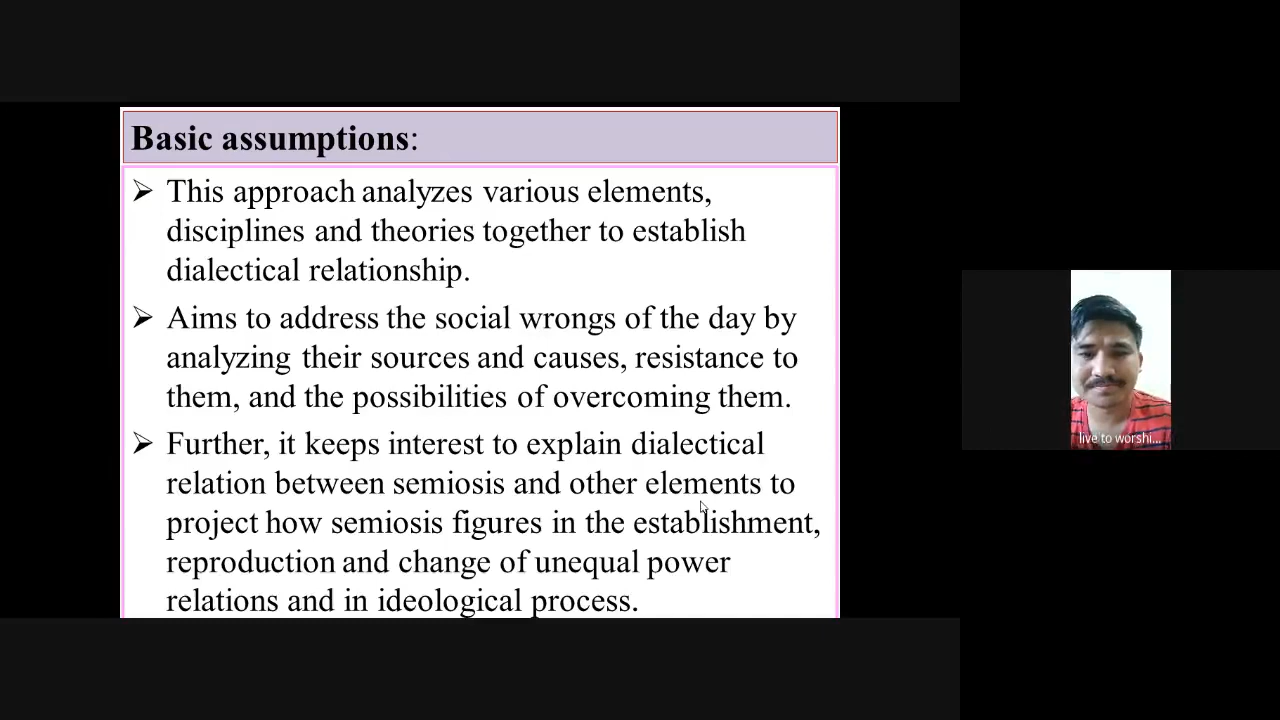 Basic assumptions:
➢ This approach analyzes various elements,
disciplines and theories together to establish
dialectical relationship.
➢ Aims to address the social wrongs of the day by
analyzing their sources and causes, resistance to
them, and the possibilities of overcoming them.
➢ Further, it keeps interest to explain dialectical
relation between semiosis and other elements to
project how semiosis figures in the establishment,
reproduction and change of unequal power
relations and in ideological process.
live to worshi...